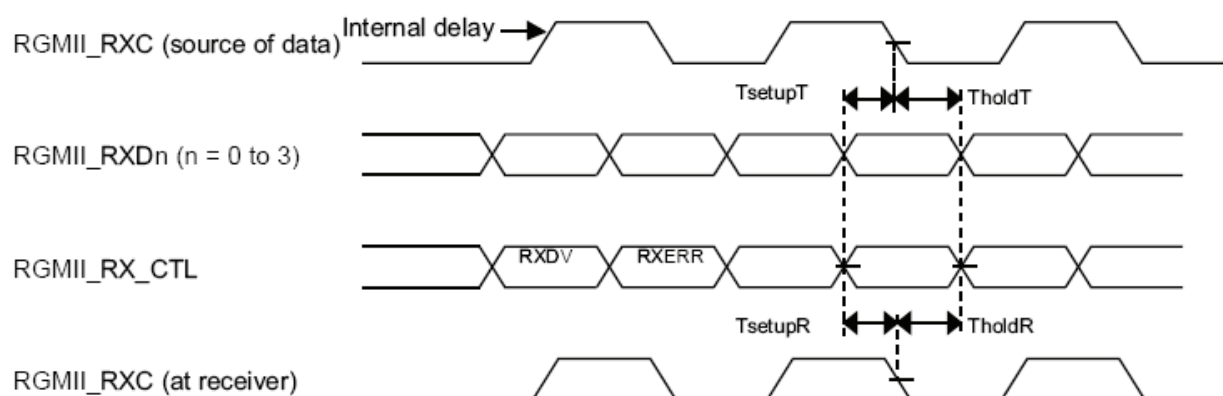 Internal delay
RGMII_RXC (source of data)
TsetupT
TholdT
RGMII_RXDn (n = 0 to 3)
RXDV
RXERR
RGMII_RX_CTL
TsetupR
TholdR
RGMII_RXC (at receiver)